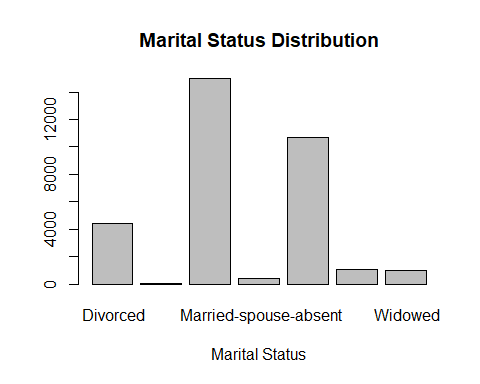 Marital Status Distribution
12000
8000
4000
0
Divorced Married-spouse-absent Widowed
Marital Status